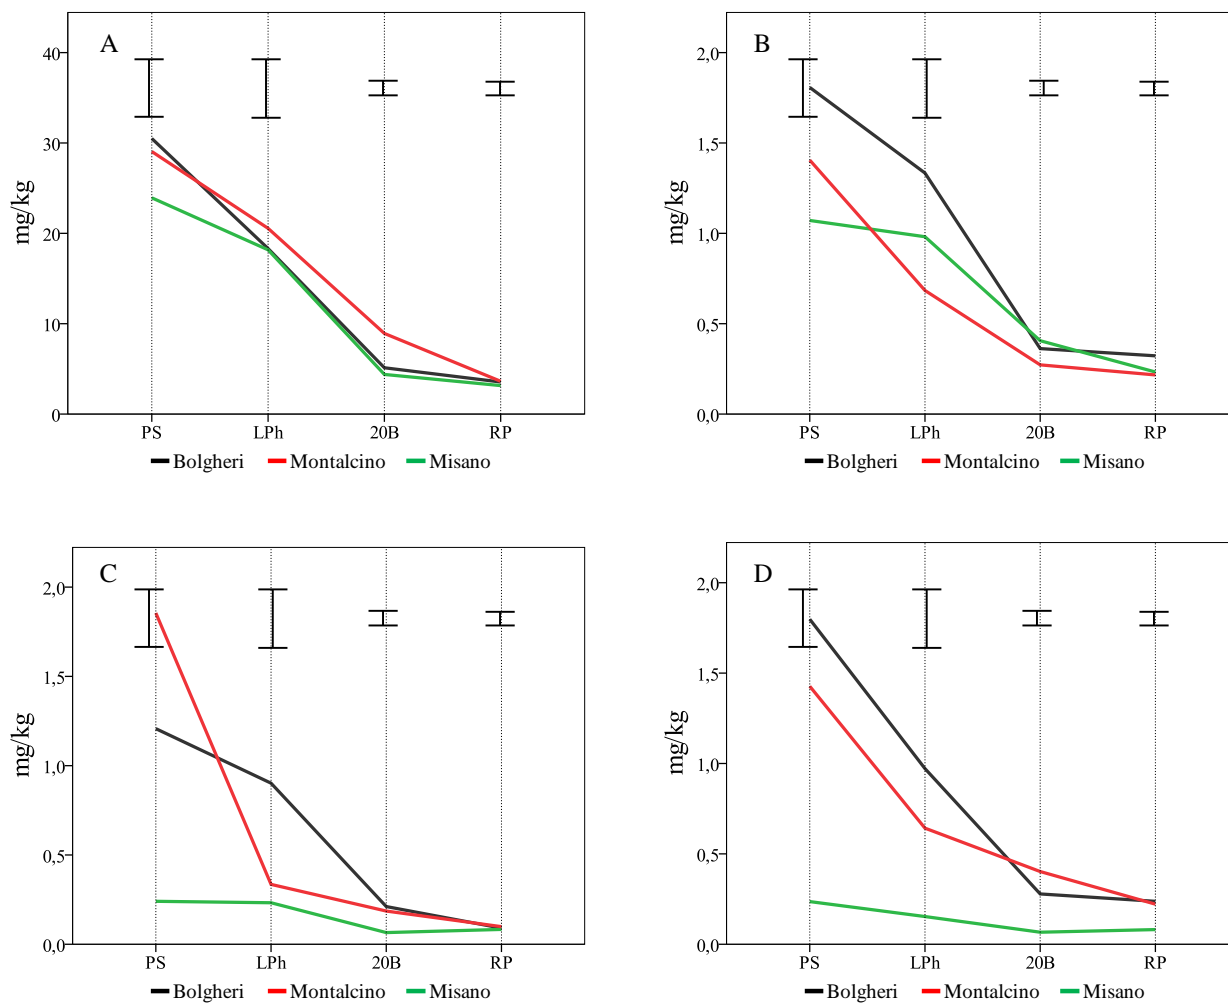 A
40
30
20
10
0
mg/kg
PS LPh 20B RP
Bolgheri Montalcino Misano
B
2,0
1,5
1,0
0,5
0,0
mg/kg
PS LPh 20B RP
Bolgheri Montalcino Misano
C
2,0
1,5
1,0
0,5
0,0
mg/kg
PS LPh 20B RP
Bolgheri Montalcino Misano
D
2,0
1,5
1,0
0,5
0,0
mg/kg
PS LPh 20B RP
Bolgheri Montalcino Misano